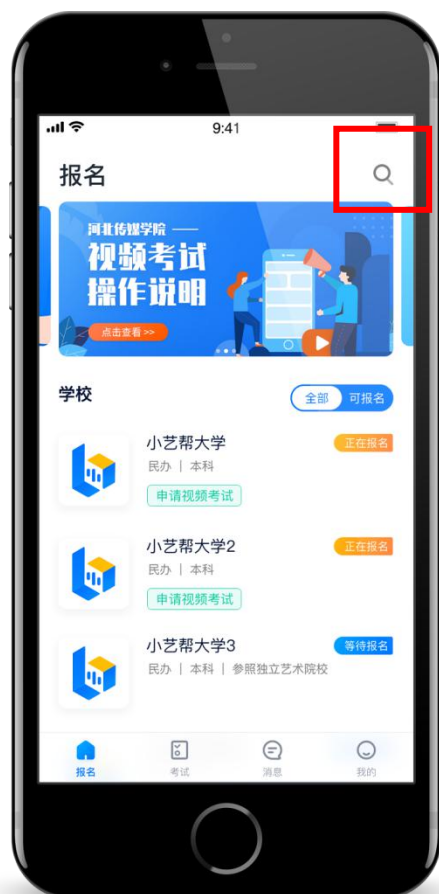 9:41
报名
河北传媒学院 ——
视频考试
操作说明
点击查看 >>
学校
全部 可报名
小艺帮大学 正在报名
民办 | 本科
申请视频考试
小艺帮大学2 正在报名
民办 | 本科
申请视频考试
小艺帮大学3 等待报名
民办 | 本科 | 参照独立艺术院校
报名 考试 消息 我的